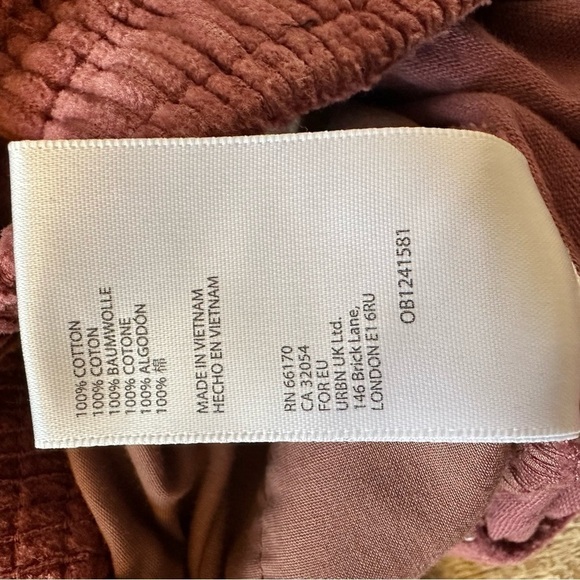 100% COTTON
100% COTON
100% BAUMWOLLE
100% COTONE
100% ALGODÓN
100% 棉
MADE IN VIETNAM
HECHO EN VIETNAM
RN 66170
CA 32054
FOR EU
URBN UK Ltd.
146 Brick Lane,
LONDON E1 6RU
OB1241581